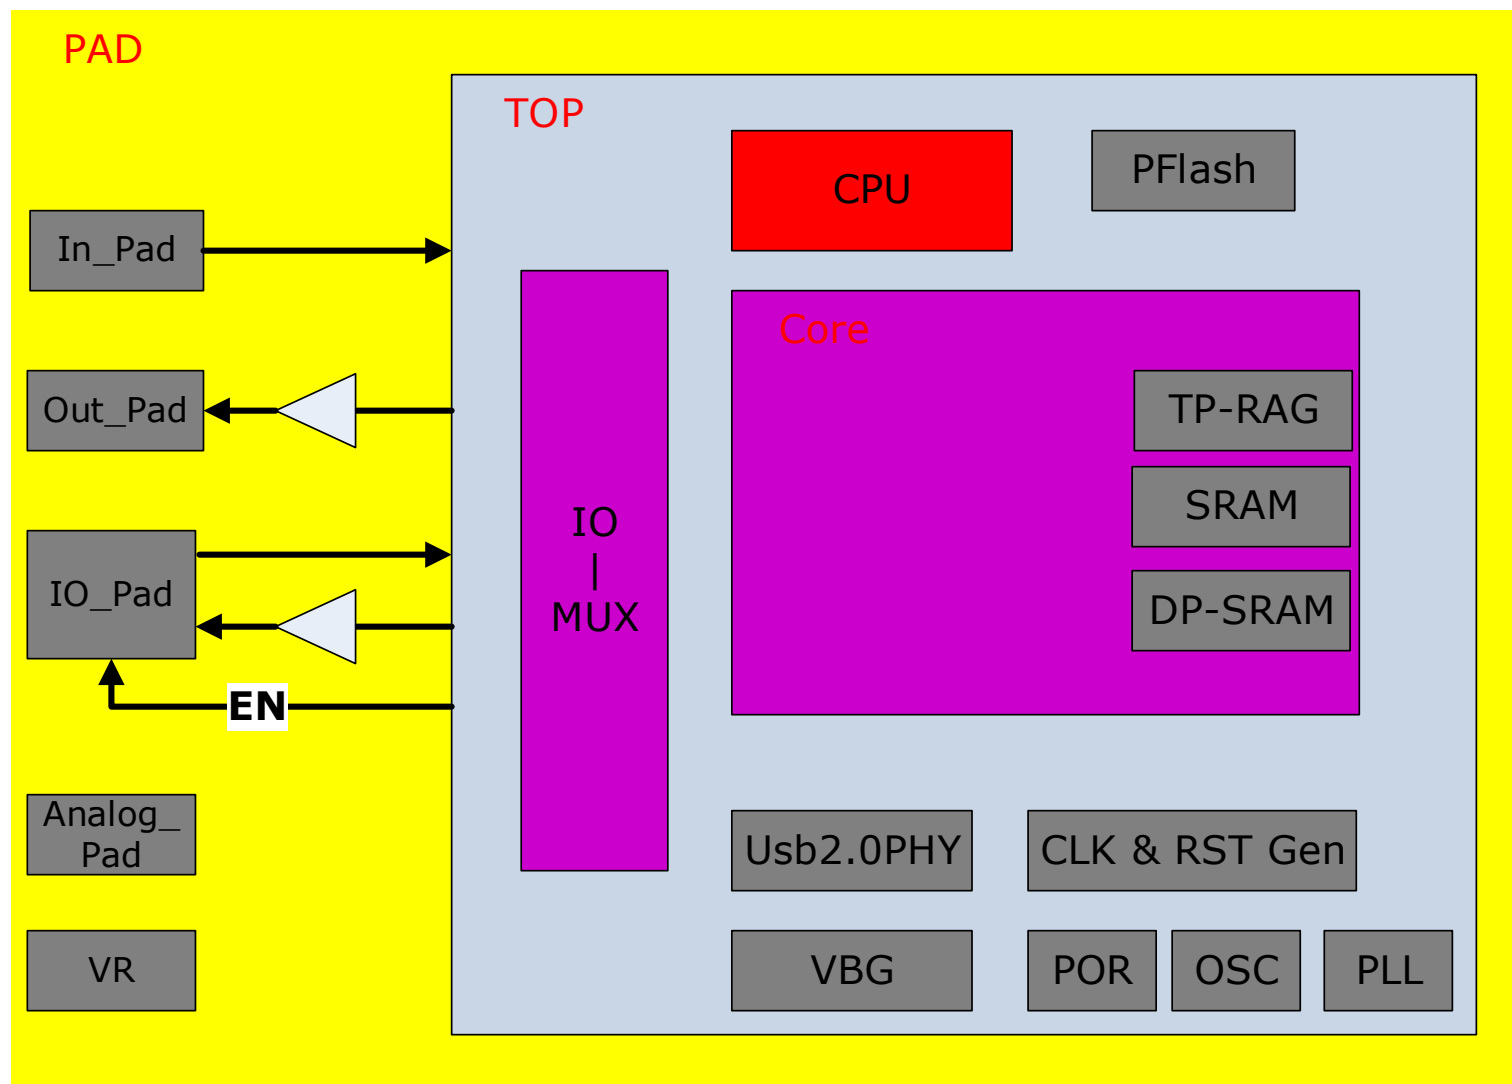 PAD
TOP
CPU
PFlash
In_Pad
Core
Out_Pad
TP-RAG
SRAM
IO
|
MUX
IO_Pad
DP-SRAM
EN
Analog_
Pad
Usb2.0PHY
CLK & RST Gen
VR
VBG
POR
OSC
PLL